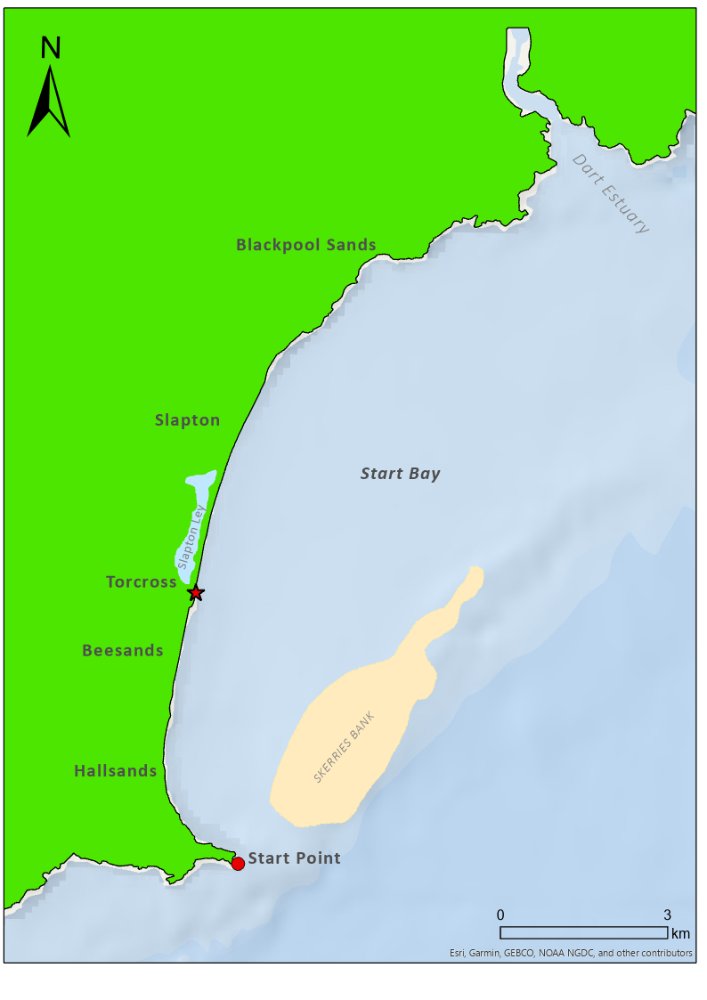 N
Dart Estuary
Blackpool Sands
Slapton
Start Bay
Slapton Ley
Torcross
Beesands
SKERRIES BANK
Hallsands
Start Point
0 3
km
Esri, Garmin, GEBCO, NOAA NGDC, and other contributors